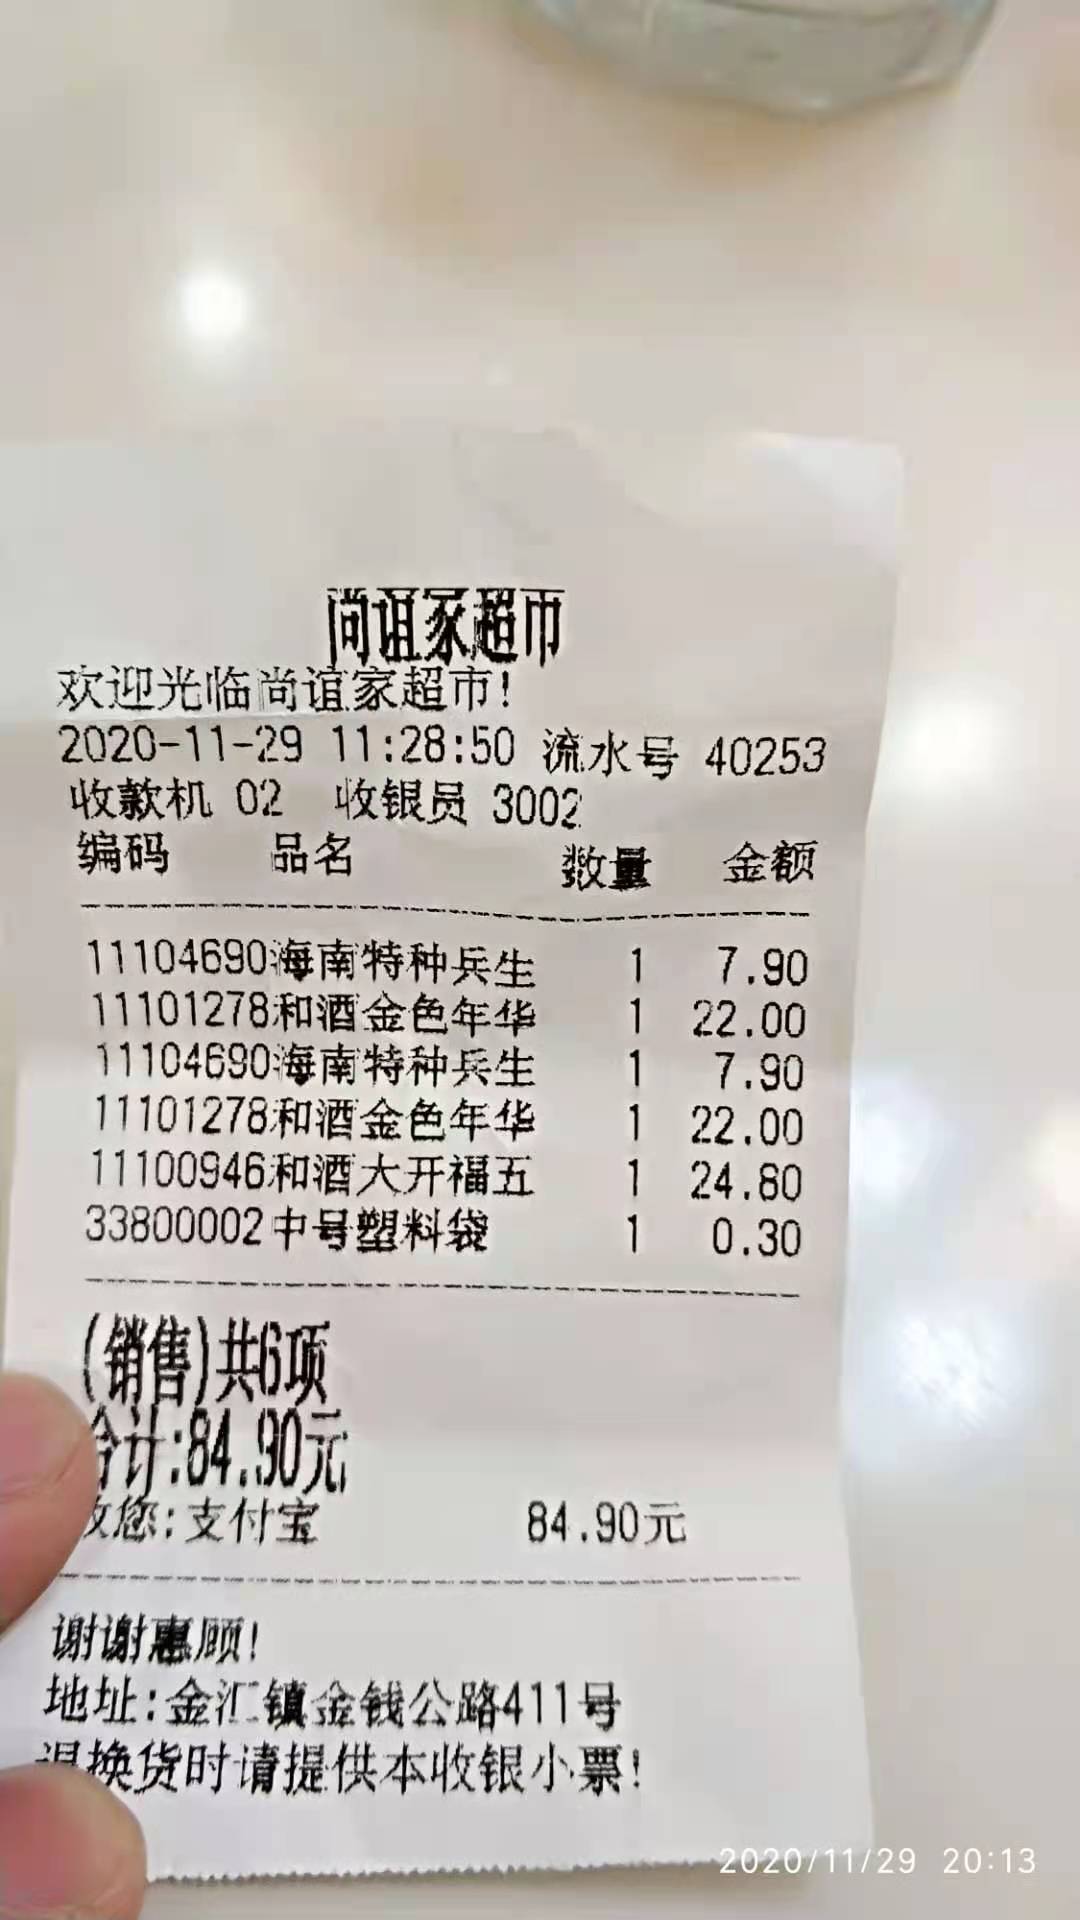 尚谊家超市
欢迎光临尚谊家超市!
2020-11-29 11:28:50 流水号 40253
收款机 02 收银员 3002
编码 品名 数量 金额
11104690海南特种兵生 1 7.90
11101278和酒金色年华 1 22.00
11104690海南特种兵生 1 7.90
11101278和酒金色年华 1 22.00
11100946和酒大开福五 1 24.80
33800002中号塑料袋 1 0.30
(销售)共6项
合计:84.90元
收您:支付宝 84.90元
谢谢惠顾!
地址:金汇镇金钱公路411号
退换货时请提供本收银小票!
2020/11/29 20:13